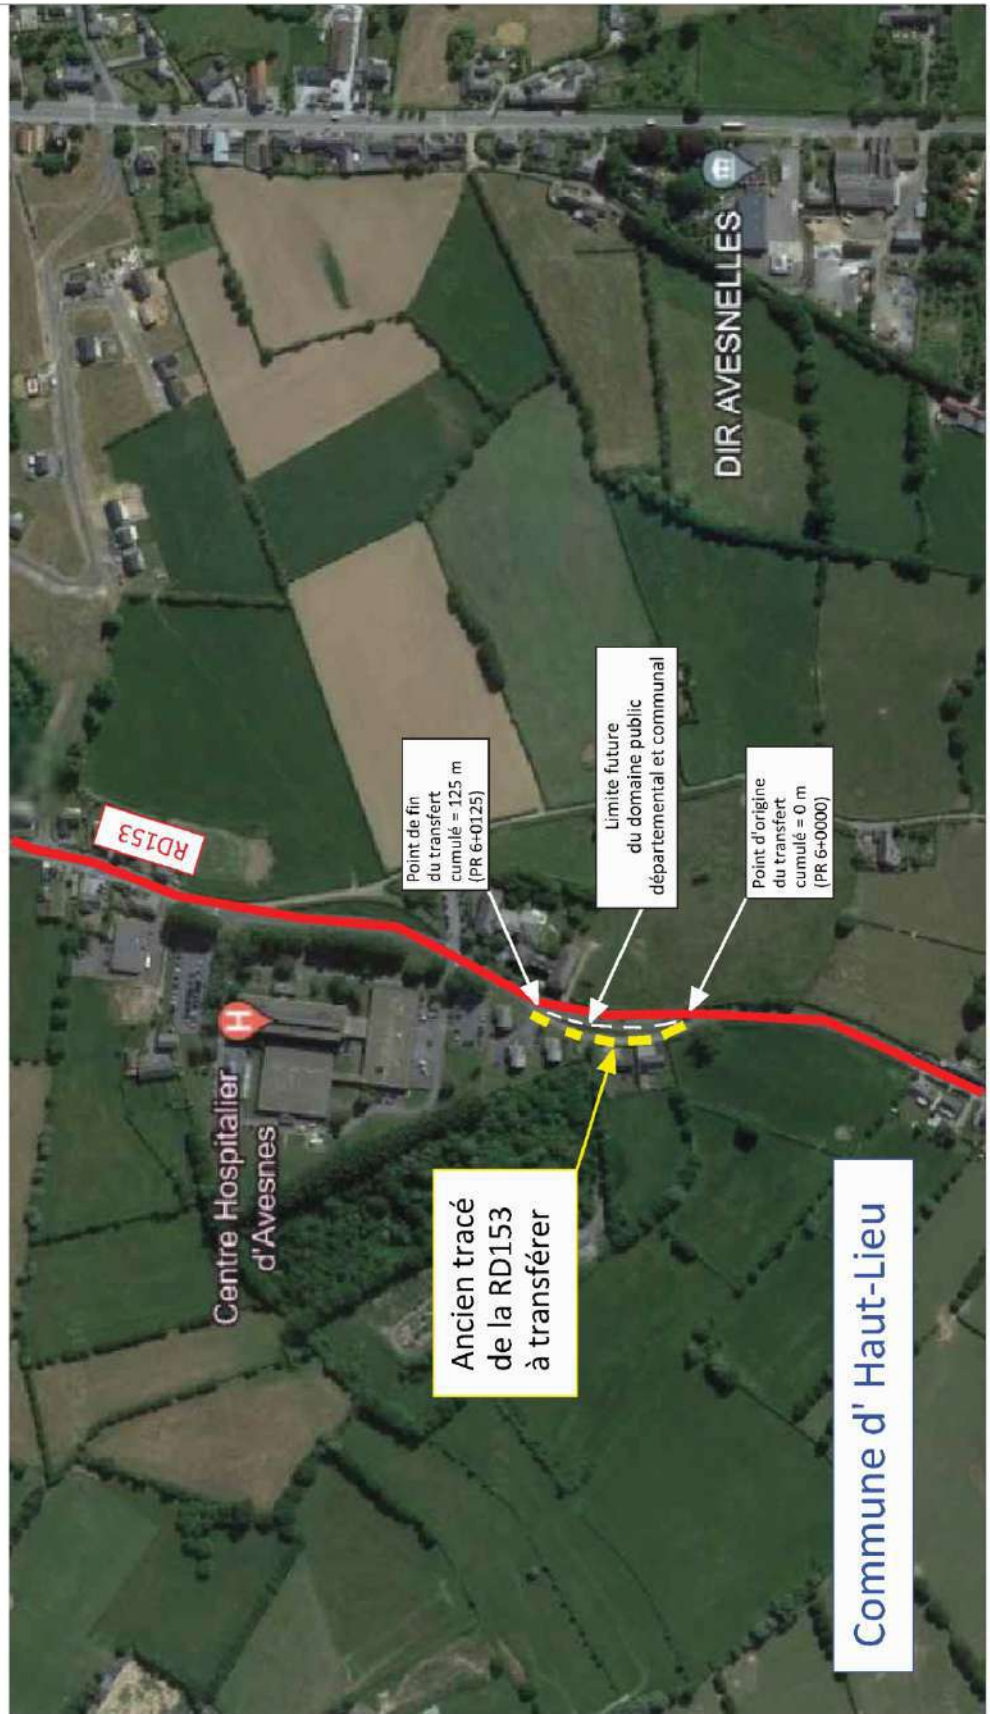 RD153
Centre Hospitalier
d'Avesnes
H
DIR AVESNELLES
Point de fin
du transfert
cumulé = 125 m
(PR 6+0125)
Limite future
du domaine public
départemental et communal
Point d'origine
du transfert
cumulé = 0 m
(PR 6+0000)
Ancien tracé
de la RD153
à transférer
Commune d' Haut-Lieu